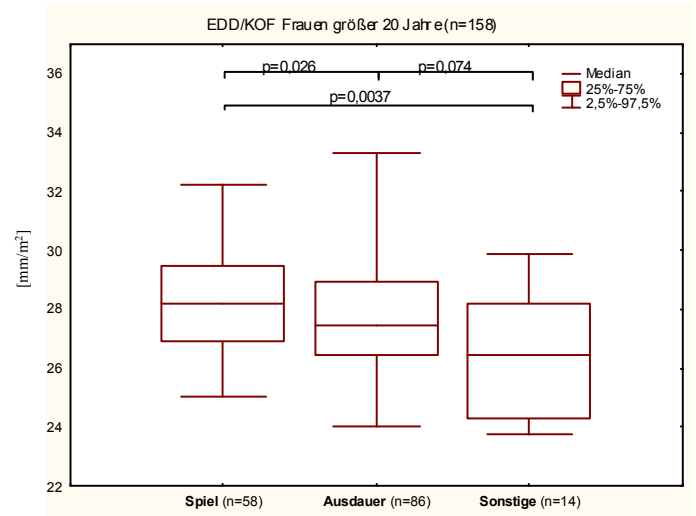 EDD/KOF Frauen größer 20 Jahre (n=158)
36
p=0,026
p=0,074
Median
25%-75%
2,5%-97,5%
p=0,0037
34
32
[mm/m²]
30
28
26
24
22
Spiel (n=58) Ausdauer (n=86) Sonstige (n=14)